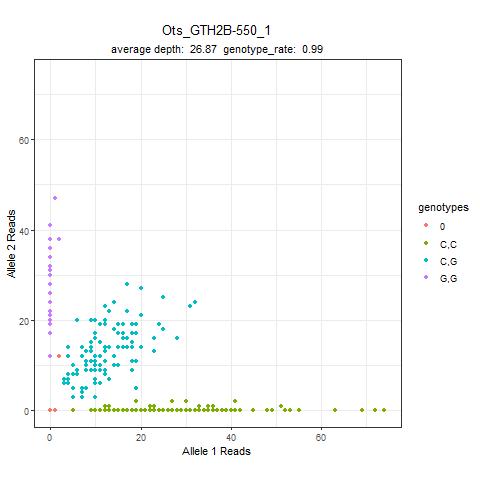 Ots_GTH2B-550_1
average depth: 26.87 genotype_rate: 0.99
60
40
20
0
Allele 2 Reads
0
20
40
60
Allele 1 Reads
genotypes
0
C,C
C,G
G,G